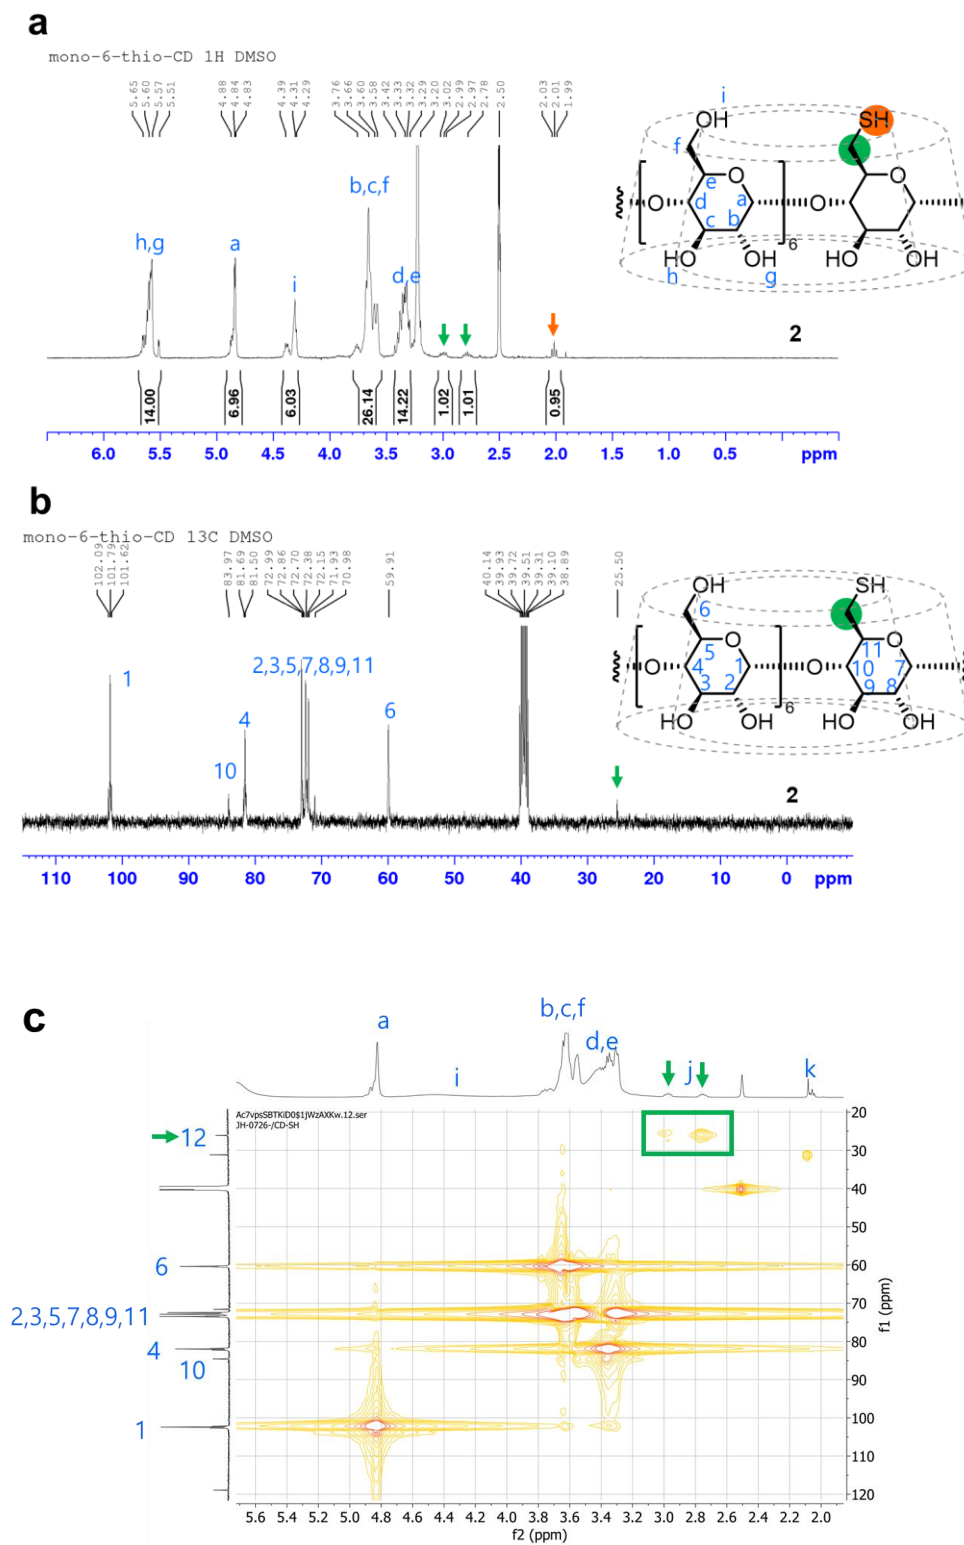 a
mono-6-thio-CD 1H DMSO
5.65 5.60 5.57 5.51 4.88 4.84 4.83 4.39 4.31 4.29 3.76 3.66 3.60 3.58 3.42 3.33 3.32 3.29 3.20 3.02 2.99 2.97 2.78 2.50 2.03 2.01 1.99
i
OH SH
f
b,c,f
e O O
h,g a d a
O O
i d,e c b
6
HO OH HO OH
h g
2
14.00 6.96 6.03 26.14 14.22 1.02 1.01 0.95
6.0 5.5 5.0 4.5 4.0 3.5 3.0 2.5 2.0 1.5 1.0 0.5 ppm
b
mono-6-thio-CD 13C DMSO
102.09 101.79 101.62 83.97 81.69 81.50 72.99 72.86 72.70 72.38 72.15 71.93 70.98 59.91 40.14 39.93 39.72 39.51 39.31 39.10 38.89 25.50
OH SH
6
5 O 11 O
1 2,3,5,7,8,9,11 O 4 1 O 10 7
3 2 9 8
4 6 6
HO OH HO OH
10
2
110 100 90 80 70 60 50 40 30 20 10 0 ppm
c
b,c,f
a d,e
i j k
Ac7vpsSBTKiD0$1jWzAXKw.12.ser
JH-0726-/CD-SH
12
6
2,3,5,7,8,9,11
4
10
1
20
30
40
50
60
70
80
90
100
110
120
f1 (ppm)
5.6 5.4 5.2 5.0 4.8 4.6 4.4 4.2 4.0 3.8 3.6 3.4 3.2 3.0 2.8 2.6 2.4 2.2 2.0
f2 (ppm)